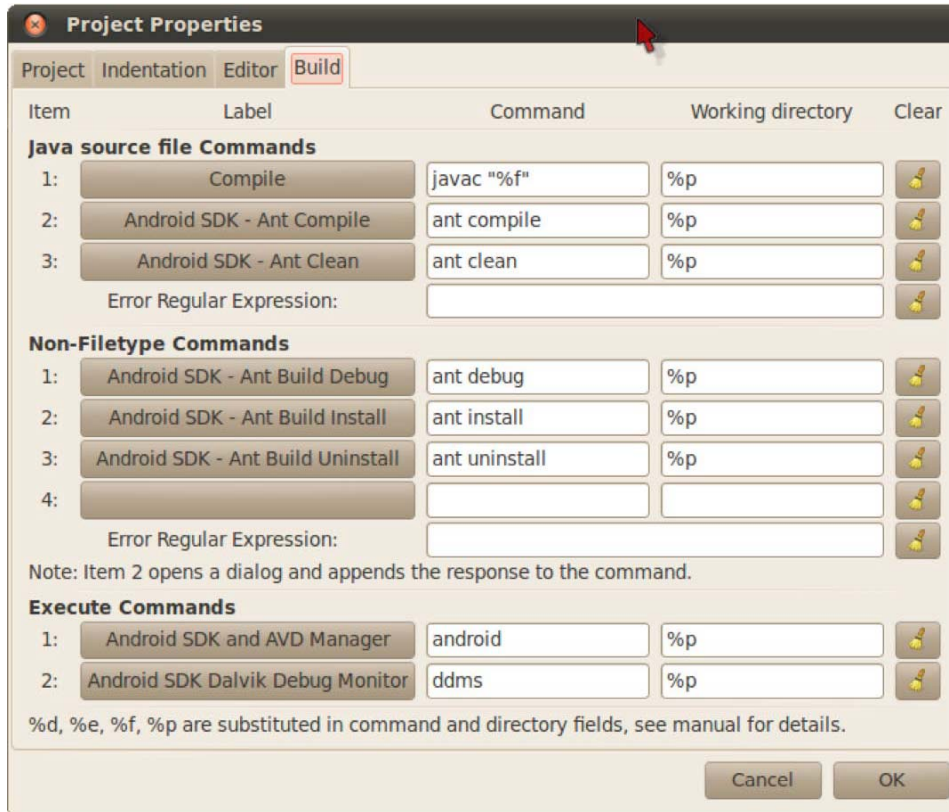 Project Properties
Project Indentation Editor Build
Item Label Command Working directory Clear
Java source file Commands
1: Compile javac "%f" %p
2: Android SDK - Ant Compile ant compile %p
3: Android SDK - Ant Clean ant clean %p
Error Regular Expression:
Non-Filetype Commands
1: Android SDK - Ant Build Debug ant debug %p
2: Android SDK - Ant Build Install ant install %p
3: Android SDK - Ant Build Uninstall ant uninstall %p
4:
Error Regular Expression:
Note: Item 2 opens a dialog and appends the response to the command.
Execute Commands
1: Android SDK and AVD Manager android %p
2: Android SDK Dalvik Debug Monitor ddms %p
%d, %e, %f, %p are substituted in command and directory fields, see manual for details.
Cancel OK